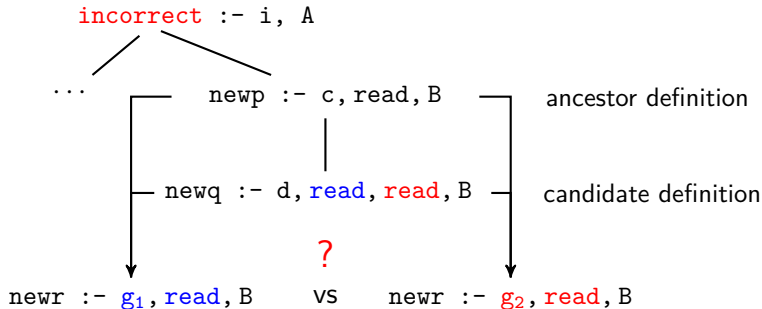 incorrect :- i, A
...
newp :- c, read, B
ancestor definition
newq :- d, read, read, B
candidate definition
?
newr :- g₁, read, B
vs
newr :- g₂, read, B